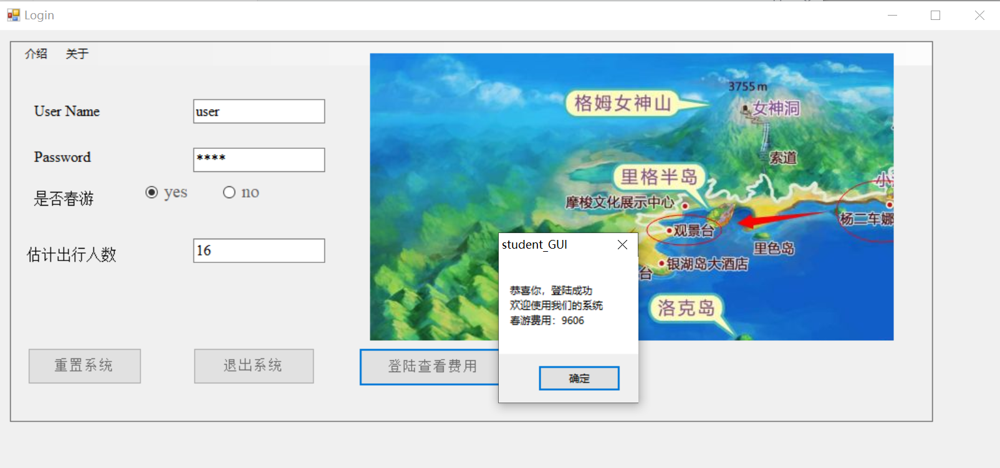 Login
介绍 关于
User Name
user
Password
****
是否春游
yes
no
估计出行人数
16
重置系统
退出系统
登陆查看费用
3755m
格姆女神山
女神洞
索道
里格半岛
摩梭文化展示中心
观景台
杨二车娜
里色岛
银湖岛大酒店
台
洛克岛
student_GUI
恭喜你，登陆成功
欢迎使用我们的系统
春游费用：9606
确定